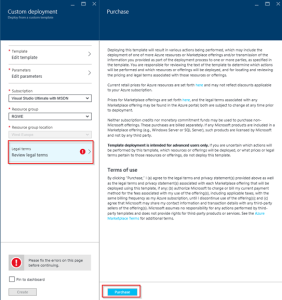 Custom deployment
Deploy from a custom template
* Template
Edit template
* Parameters
Edit parameters
* Subscription
Visual Studio Ultimate with MSDN
* Resource group
* Resource group location
Legal terms
Review legal terms
Please fix the errors on this page
before continuing.
Pin to dashboard
Create
Purchase
Deploying this template will result in various actions being performed, which may include the
deployment of one or more Azure resources or Marketplace offerings and/or transmission of the
information you provided as part of the deployment process to one or more parties, as specified in
the template. You are responsible for reviewing the text of the template to determine which actions
will be performed and which resources or offerings will be deployed, and for locating and reviewing
the pricing and legal terms associated with those resources or offerings.
Current retail prices for Azure resources are set forth here and may not reflect discounts applicable
to your Azure subscription.
Prices for Marketplace offerings are set forth here, and the legal terms associated with any
Marketplace offering may be found in the Azure portal; both are subject to change at any time prior
to deployment.
Neither subscription credits nor monetary commitment funds may be used to purchase non-
Microsoft offerings. These purchases are billed separately. If any Microsoft products are included in a
Marketplace offering (e.g., Windows Server or SQL Server), such products are licensed by Microsoft
and not by any third party.
Template deployment is intended for advanced users only. If you are uncertain which actions will
be performed by this template, which resources or offerings will be deployed, or what prices or legal
terms pertain to those resources or offerings, do not deploy this template.
Terms of use
By clicking "Purchase," I (a) agree to the legal terms and privacy statement(s) provided above as well
as the legal terms and privacy statement(s) associated with each Marketplace offering that will be
deployed using this template, if any; (b) authorize Microsoft to charge or bill my current payment
method for the fees associated with my use of the offering(s), including applicable taxes, with the
same billing frequency as my Azure subscription, until I discontinue use of the offering(s); and (c)
agree that Microsoft may share my contact information and transaction details with any third-party
sellers of the offering(s). Microsoft assumes no responsibility for any actions performed by third-
party templates and does not provide rights for third-party products or services. See the Azure
Marketplace Terms for additional terms.
Purchase